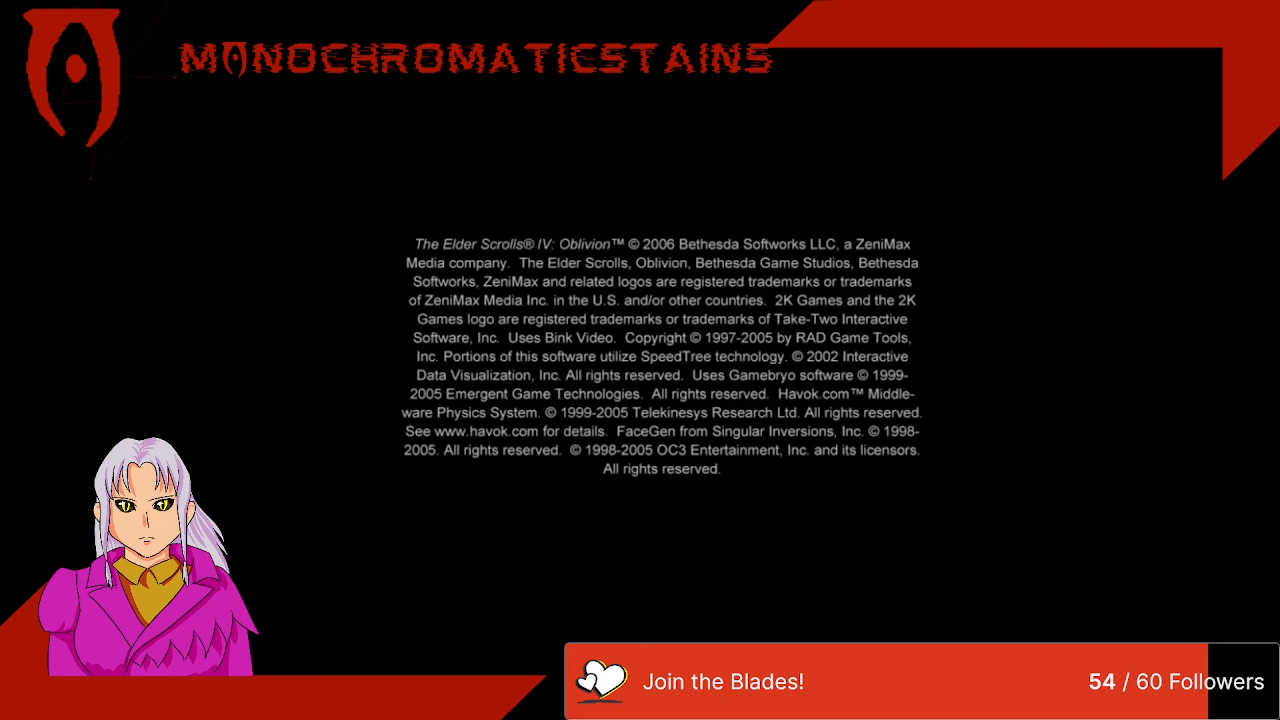 MONOCHROMATICSTAINS
The Elder Scrolls® IV: Oblivion™ © 2006 Bethesda Softworks LLC, a ZeniMax
Media company.  The Elder Scrolls, Oblivion, Bethesda Game Studios, Bethesda
Softworks, ZeniMax and related logos are registered trademarks or trademarks
of ZeniMax Media Inc. in the U.S. and/or other countries.  2K Games and the 2K
Games logo are registered trademarks or trademarks of Take-Two Interactive
Software, Inc.  Uses Bink Video.  Copyright © 1997-2005 by RAD Game Tools,
Inc. Portions of this software utilize SpeedTree technology. © 2002 Interactive
Data Visualization, Inc. All rights reserved.  Uses Gamebryo software © 1999-
2005 Emergent Game Technologies.  All rights reserved.  Havok.com™ Middle-
ware Physics System. © 1999-2005 Telekinesys Research Ltd. All rights reserved.
See www.havok.com for details.  FaceGen from Singular Inversions, Inc. © 1998-
2005. All rights reserved.  © 1998-2005 OC3 Entertainment, Inc. and its licensors.
All rights reserved.
Join the Blades! 54 / 60 Followers